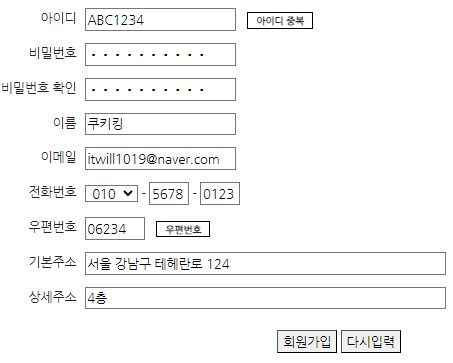 아이디 ABC1234 아이디 중복
비밀번호 ----------
비밀번호 확인 ----------
이름 쿠키킹
이메일 itwill1019@naver.com
전화번호 010 - 5678 - 0123
우편번호 06234 우편번호
기본주소 서울 강남구 테헤란로 124
상세주소 4층
회원가입 다시입력